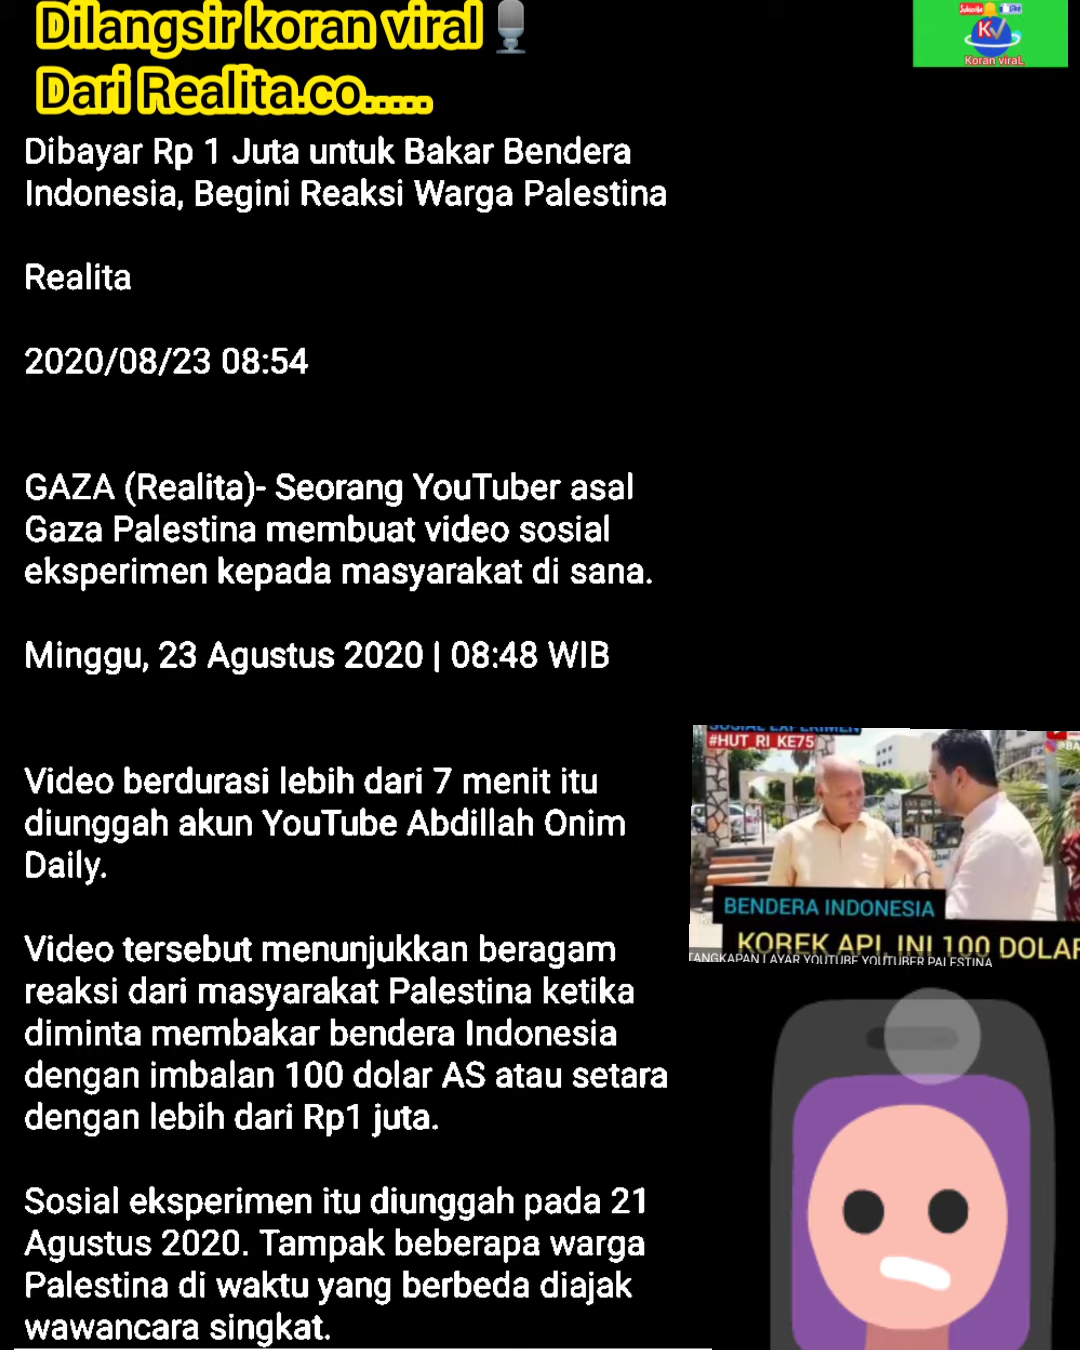 Dilangsir koran viral
Dari Realita.co.....
Subscribe
Like
KV
Koran viraL
Dibayar Rp 1 Juta untuk Bakar Bendera
Indonesia, Begini Reaksi Warga Palestina
Realita
2020/08/23 08:54
GAZA (Realita)- Seorang YouTuber asal
Gaza Palestina membuat video sosial
eksperimen kepada masyarakat di sana.
Minggu, 23 Agustus 2020 | 08:48 WIB
Video berdurasi lebih dari 7 menit itu
diunggah akun YouTube Abdillah Onim
Daily.
Video tersebut menunjukkan beragam
reaksi dari masyarakat Palestina ketika
diminta membakar bendera Indonesia
dengan imbalan 100 dolar AS atau setara
dengan lebih dari Rp1 juta.
Sosial eksperimen itu diunggah pada 21
Agustus 2020. Tampak beberapa warga
Palestina di waktu yang berbeda diajak
wawancara singkat.
SOSIAL EXPERIMEN
#HUT RI KE75
BENDERA INDONESIA
KOREK API, INI 100 DOLAR
TANGKAPAN LAYAR YOUTUBE YOUTUBER PALESTINA